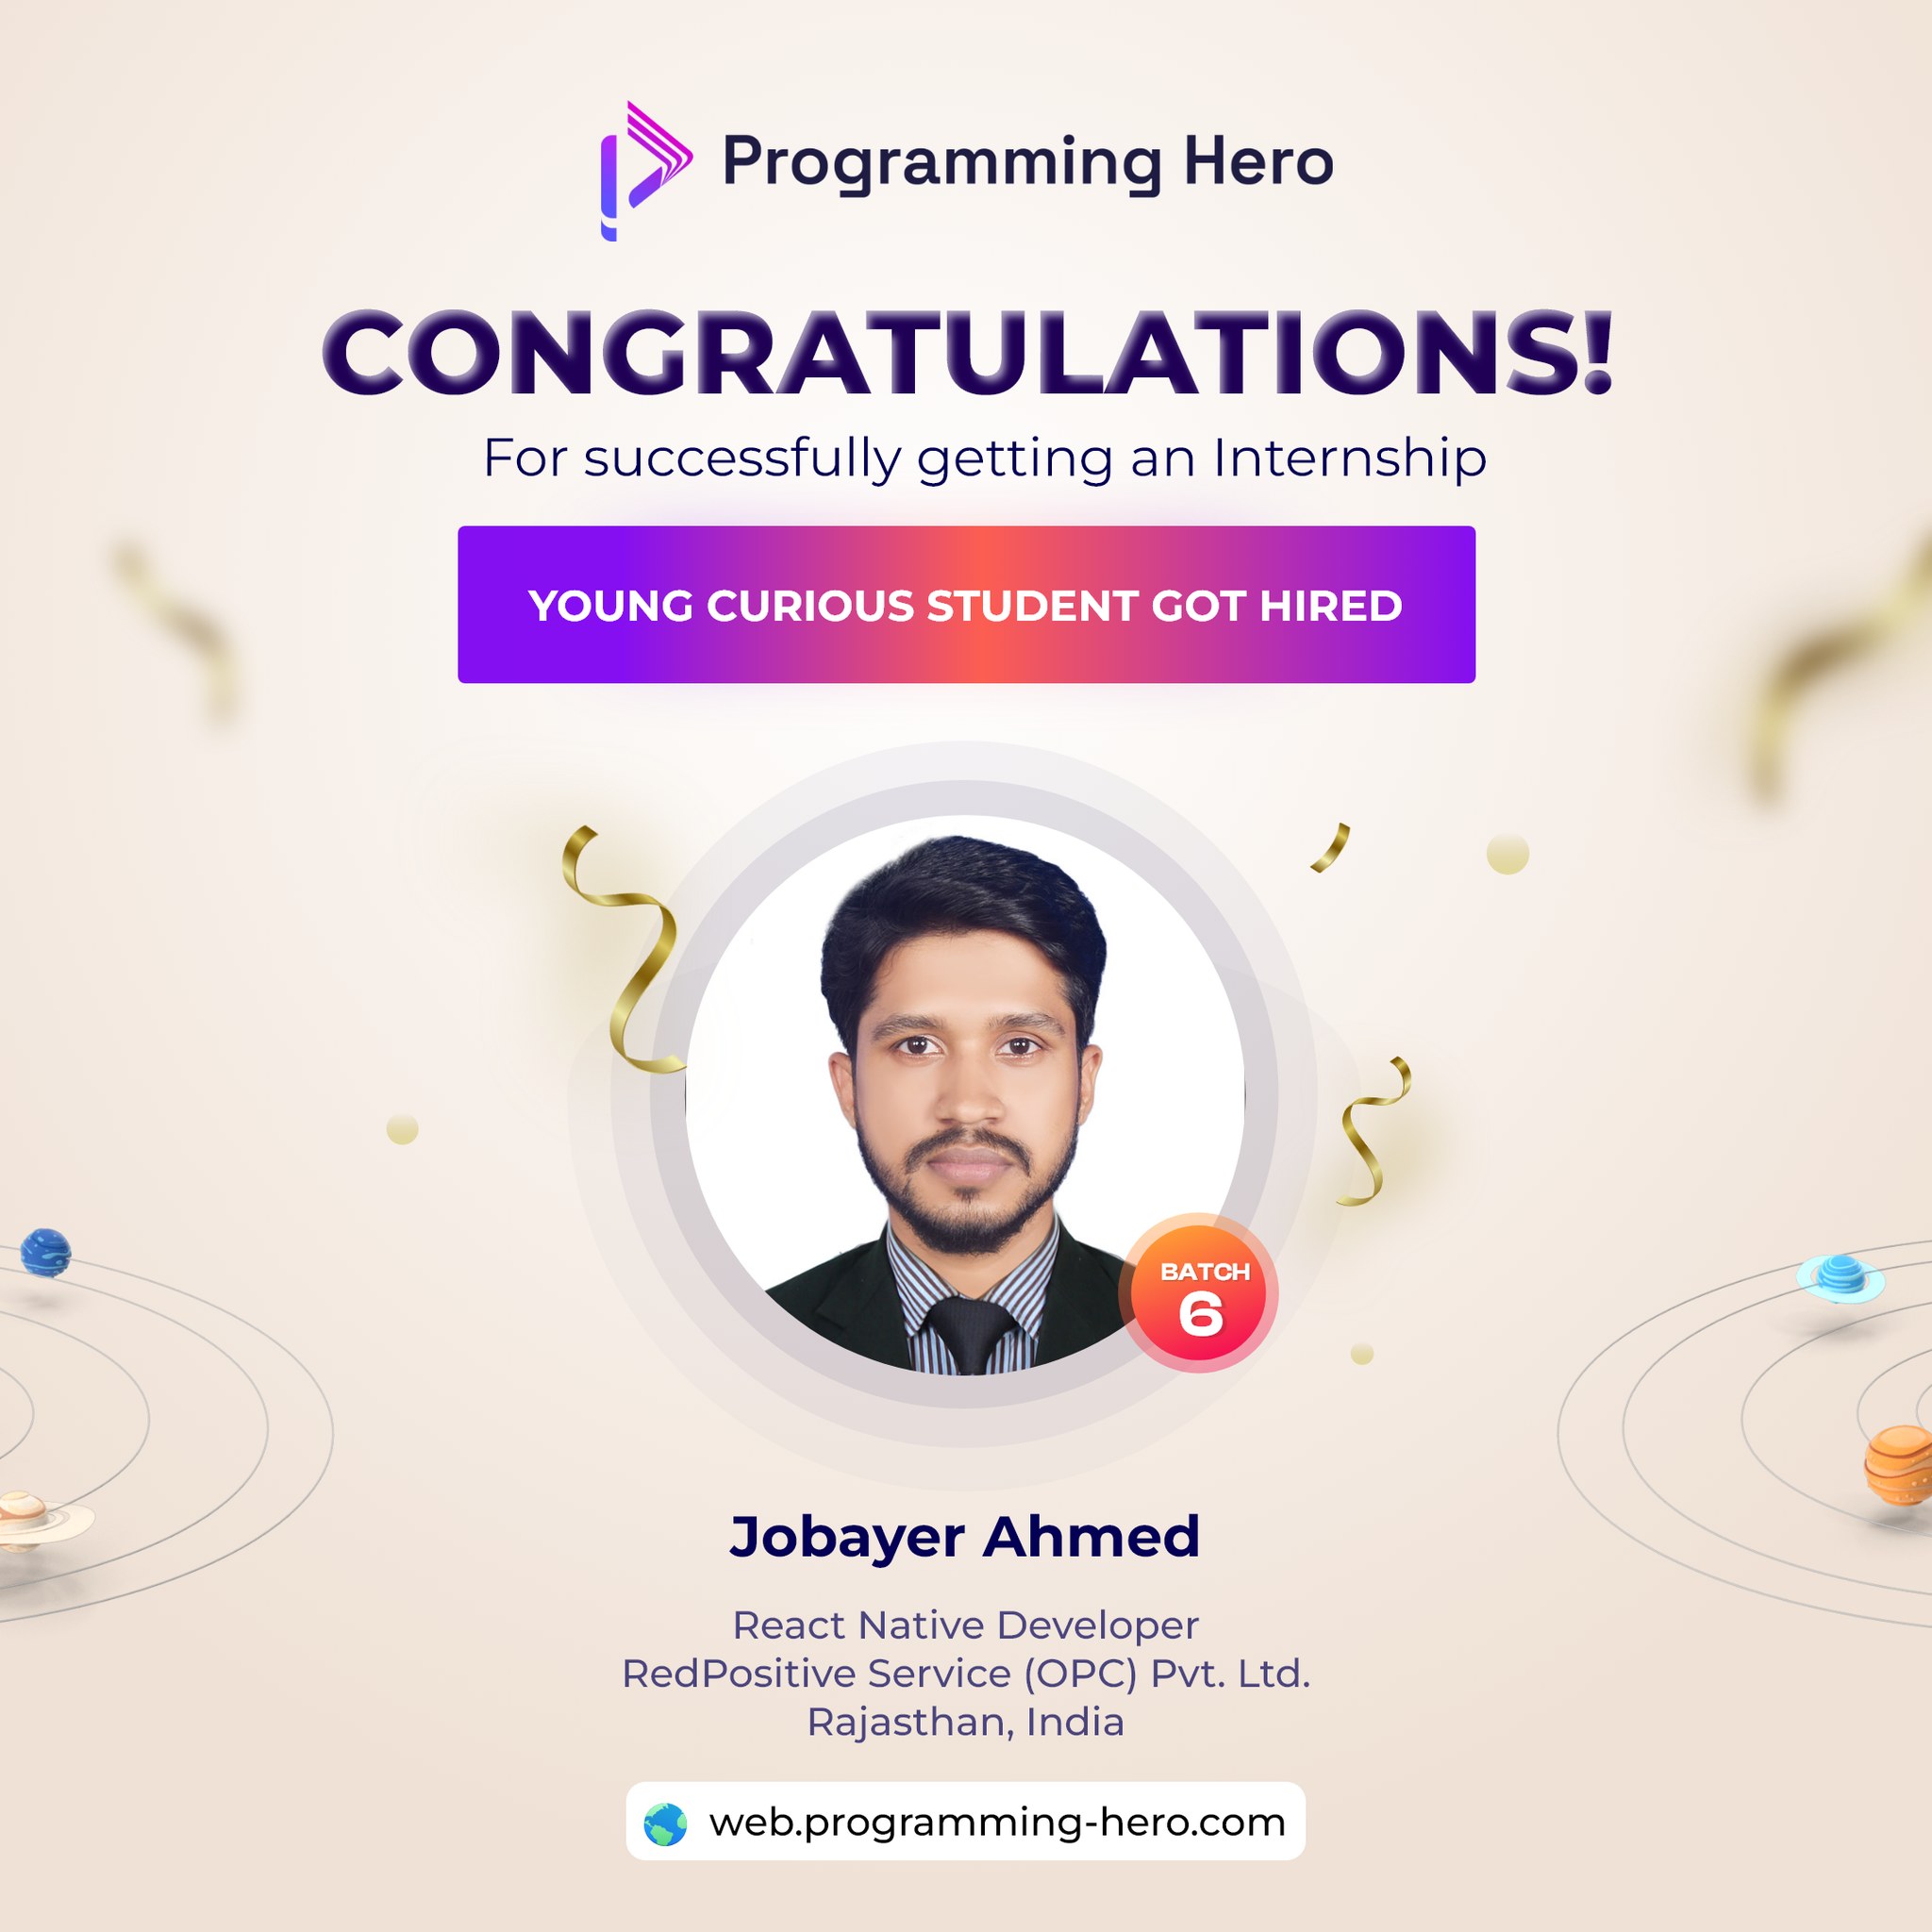 Programming Hero
CONGRATULATIONS!
For successfully getting an Internship
YOUNG CURIOUS STUDENT GOT HIRED
BATCH
6
Jobayer Ahmed
React Native Developer
RedPositive Service (OPC) Pvt. Ltd.
Rajasthan, India
web.programming-hero.com